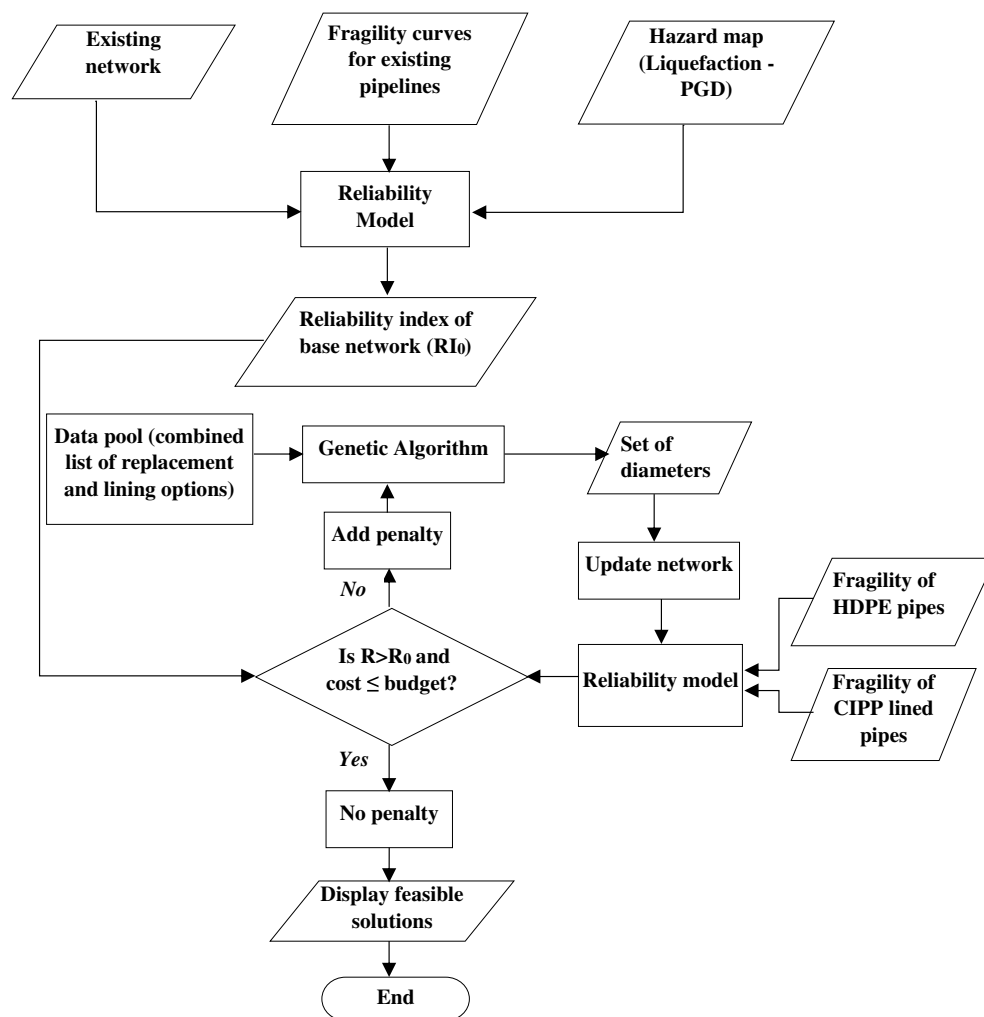 Existing
network
Fragility curves
for existing
pipelines
Hazard map
(Liquefaction -
PGD)
Reliability
Model
Reliability index of
base network (RI₀)
Data pool (combined
list of replacement
and lining options)
Genetic Algorithm
Set of
diameters
Add penalty
Update network
No
Fragility of
HDPE pipes
Is R>R₀ and
cost ≤ budget?
Reliability model
Fragility of
CIPP lined
pipes
Yes
No penalty
Display feasible
solutions
End